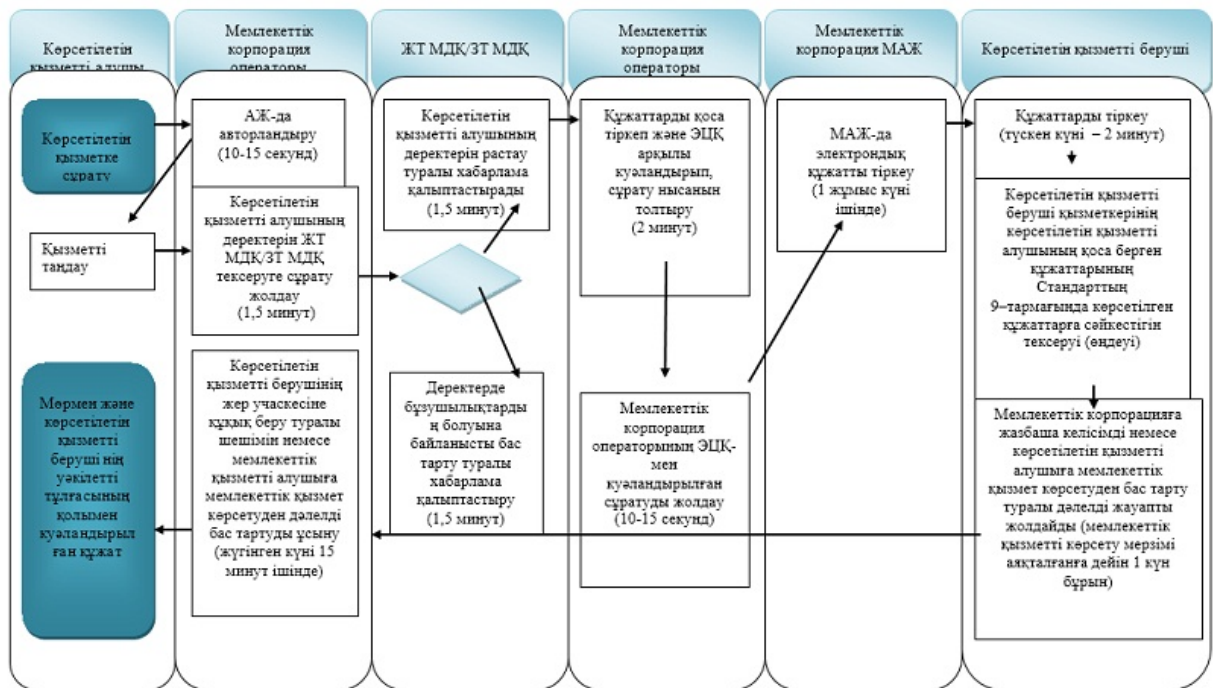 Көрсетілетін
қызметті алушы
Мемлекеттік
корпорация
операторы
ЖТ МДҚ/ЗТ МДҚ
Мемлекеттік
корпорация
операторы
Мемлекеттік
корпорация МАЖ
Көрсетілетін қызметті беруші
Көрсетілетін
қызметке
сұрату
Қызметті
таңдау
Мөрмен және
көрсетілетін
қызметті
беруші нің
уәкілетті
тұлғасының
қолымен
куәландырыл
ған құжат
АЖ-да
авторландыру
(10-15 секунд)
Көрсетілетін
қызметті алушының
деректерін ЖТ
МДҚ/ЗТ МДҚ
тексеруге сұрату
жолдау
(1,5 минут)
Көрсетілетін
қызметті берушінің
жер учаскесіне
құқық беру туралы
шешімін немесе
мемлекеттік
қызметті алушыға
мемлекеттік қызмет
көрсетуден дәлелді
бас тартуды ұсыну
(жүгінген күні 15
минут ішінде)
Көрсетілетін
қызметті алушының
деректерін растау
туралы хабарлама
қалыптастырады
(1,5 минут)
Деректерде
бұзушылықтарды
ң болуына
байланысты бас
тарту туралы
хабарлама
қалыптастыру
(1,5 минут)
Құжаттарды қоса
тіркеп және ЭЦҚ
арқылы
куәландырып,
сұрату нысанын
толтыру
(2 минут)
Мемлекеттік
корпорация
операторының ЭЦҚ-
мен
куәландырылған
сұратуды жолдау
(10-15 секунд)
МАЖ-да
электрондық
құжатты тіркеу
(1 жұмыс күні
ішінде)
Құжаттарды тіркеу
(түскен күні – 2 минут)
Көрсетілетін қызметті
беруші қызметкерінің
көрсетілетін қызметті
алушының қоса берген
құжаттарының
Стандарттың
9–тармағында көрсетілген
құжаттарға сәйкестігін
тексеруі (өңдеуі)
Мемлекеттік корпорацияға
жазбаша келісімді немесе
көрсетілетін қызметті
алушыға мемлекеттік
қызмет көрсетуден бас тарту
туралы дәлелді жауапты
жолдайды (мемлекеттік
қызметті көрсету мерзімі
аяқталғанға дейін 1 күн
бұрын)